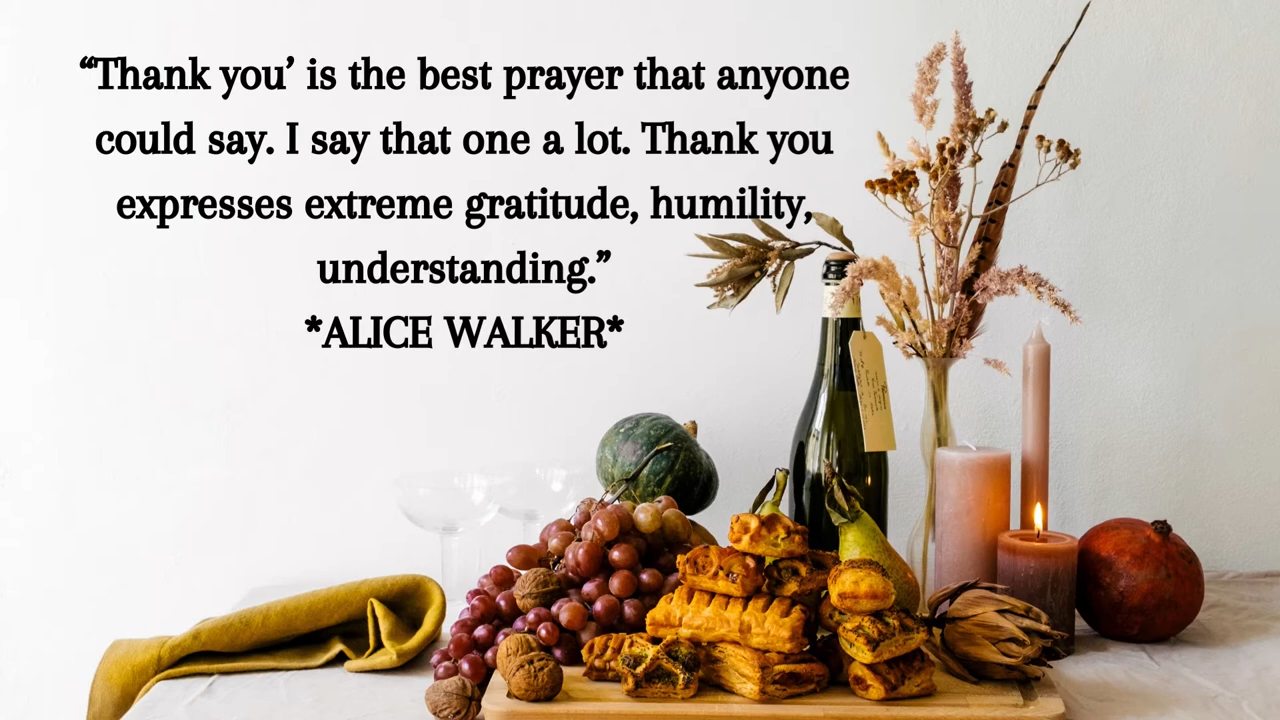 “Thank you’ is the best prayer that anyone
could say. I say that one a lot. Thank you
expresses extreme gratitude, humility,
understanding.”
*ALICE WALKER*